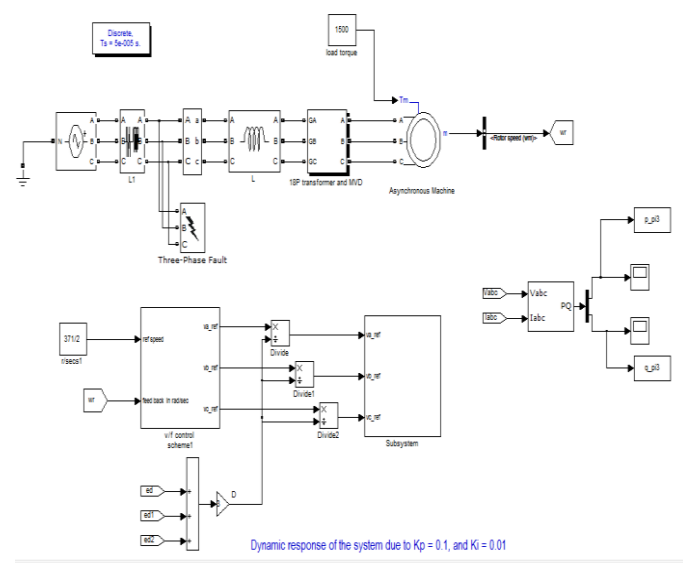 Discrete,
Ts = 5e-005 s.
1500
load torque
Tm
N
A A A A a A A GA A A
B B B B b B B GB B B
C C C C c C C GC C C
m
<Rotor speed (wm)>
wr
L1
L
18P transformer and MVD
Asynchronous Machine
A
B
C
Three-Phase Fault
p_pi3
Vabc
Vabc
PQ
Iabc
Iabc
q_pi3
371/2
r/secs1
ref speed
va_ref
Divide
va_ref
vb_ref
Divide1
wr
feed back in rad/sec
vc_ref
Divide2
vc_ref
v/f control
scheme1
Subsystem
ed
ed1
ed2
D
Dynamic response of the system due to Kp = 0.1, and Ki = 0.01